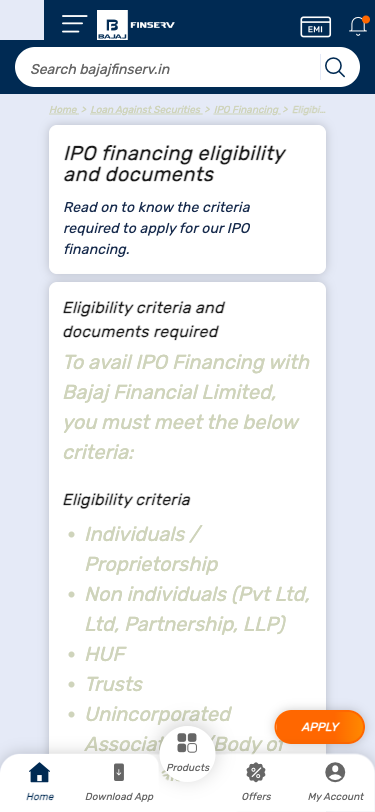 BAJAJ FINSERV
EMI
Search bajajfinserv.in
Home > Loan Against Securities > IPO Financing > Eligibi...
IPO financing eligibility
and documents
Read on to know the criteria
required to apply for our IPO
financing.
Eligibility criteria and
documents required
To avail IPO Financing with
Bajaj Financial Limited,
you must meet the below
criteria:
Eligibility criteria
• Individuals /
Proprietorship
• Non individuals (Pvt Ltd,
Ltd, Partnership, LLP)
• HUF
• Trusts
• Unincorporated
/Body of
APPLY
Home
Download App
Products
Offers
My Account